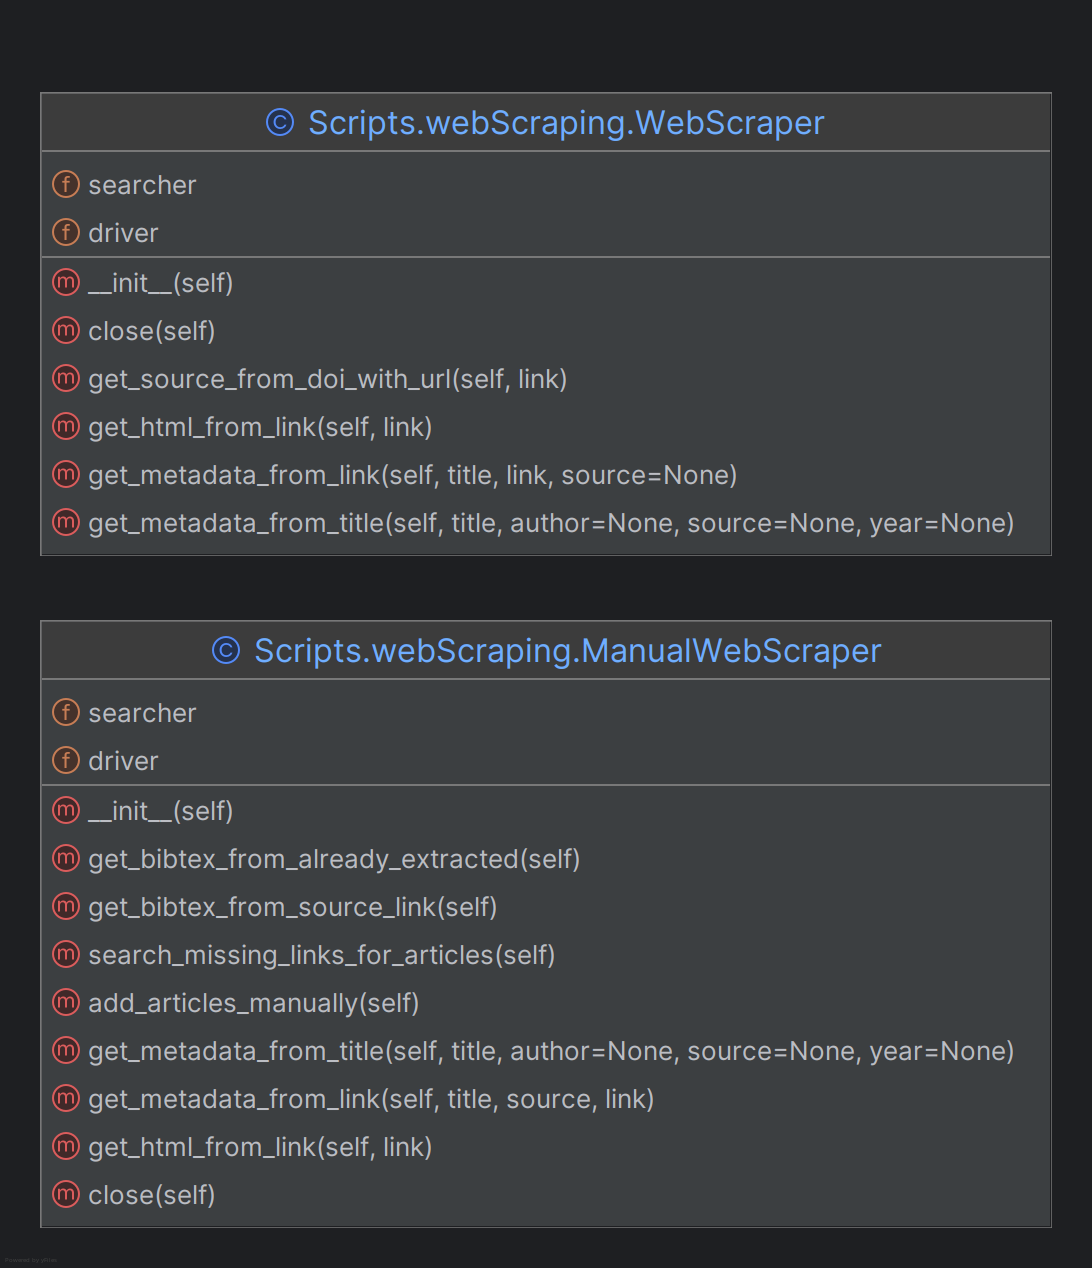 C Scripts.webScraping.WebScraper
f searcher
f driver
m __init__(self)
m close(self)
m get_source_from_doi_with_url(self, link)
m get_html_from_link(self, link)
m get_metadata_from_link(self, title, link, source=None)
m get_metadata_from_title(self, title, author=None, source=None, year=None)
C Scripts.webScraping.ManualWebScraper
f searcher
f driver
m __init__(self)
m get_bibtex_from_already_extracted(self)
m get_bibtex_from_source_link(self)
m search_missing_links_for_articles(self)
m add_articles_manually(self)
m get_metadata_from_title(self, title, author=None, source=None, year=None)
m get_metadata_from_link(self, title, source, link)
m get_html_from_link(self, link)
m close(self)
Powered by yFiles